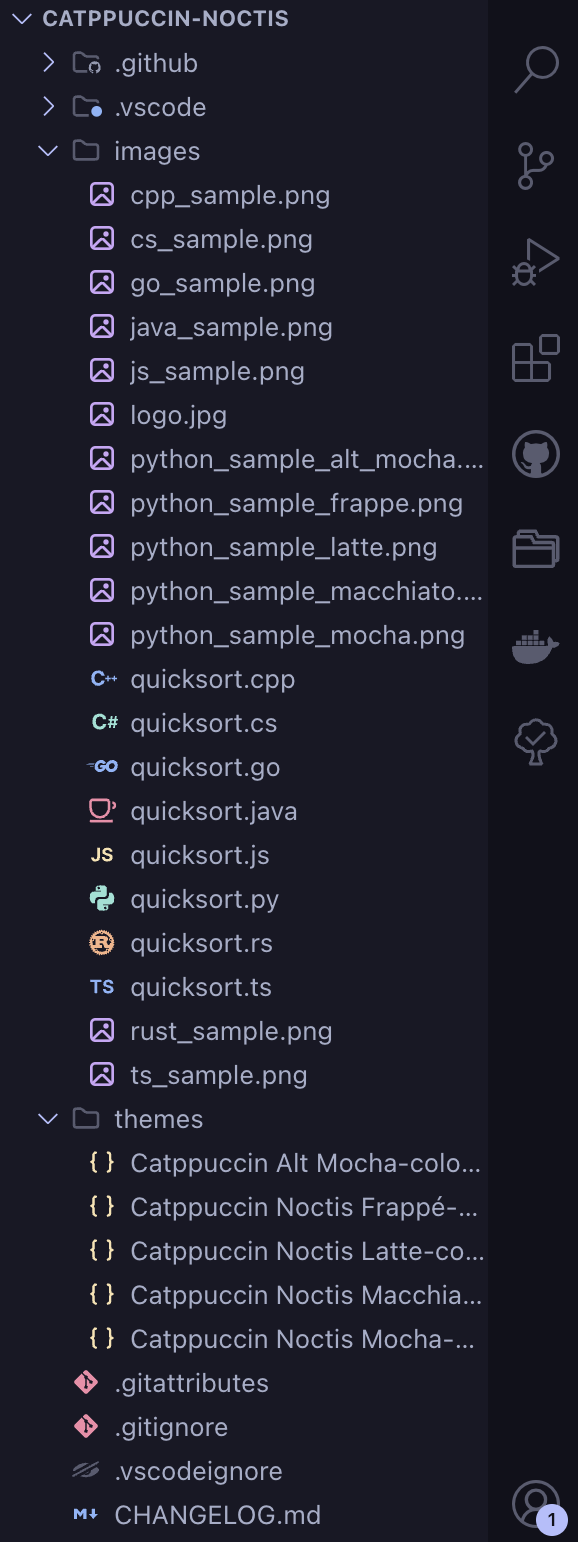 CATPPUCCIN-NOCTIS
.github
.vscode
images
cpp_sample.png
cs_sample.png
go_sample.png
java_sample.png
js_sample.png
logo.jpg
python_sample_alt_mocha....
python_sample_frappe.png
python_sample_latte.png
python_sample_macchiato....
python_sample_mocha.png
C++ quicksort.cpp
C# quicksort.cs
GO quicksort.go
quicksort.java
JS quicksort.js
quicksort.py
R quicksort.rs
TS quicksort.ts
rust_sample.png
ts_sample.png
themes
{ } Catppuccin Alt Mocha-colo...
{ } Catppuccin Noctis Frappé-...
{ } Catppuccin Noctis Latte-co...
{ } Catppuccin Noctis Macchia...
{ } Catppuccin Noctis Mocha-...
.gitattributes
.gitignore
.vscodeignore
M↓ CHANGELOG.md
1